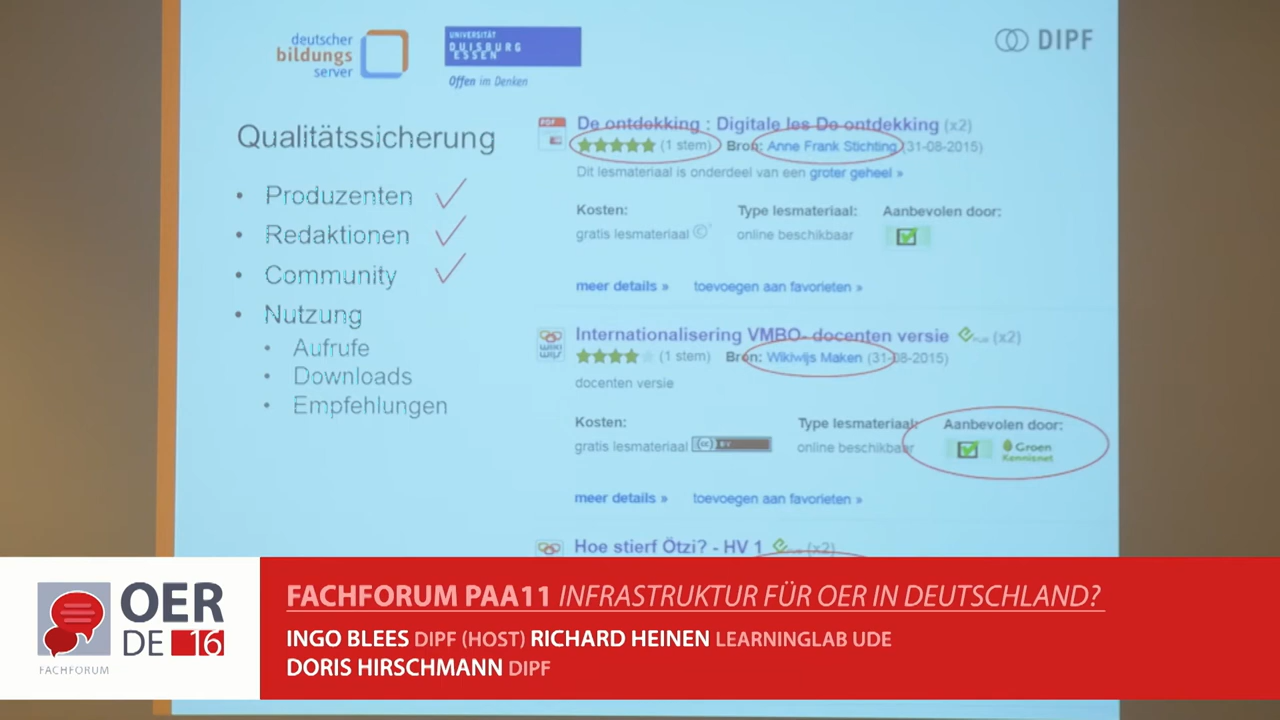 deutscher
bildungs
server
UNIVERSITÄT
DUISBURG
ESSEN
Offen im Denken
DIPF
Qualitätssicherung
• Produzenten
• Redaktionen
• Community
• Nutzung
• Aufrufe
• Downloads
• Empfehlungen
PDF
De ontdekking : Digitale les De ontdekking (x2)
(1 stem) Bron: Anne Frank Stichting (31-08-2015)
Dit lesmateriaal is onderdeel van een groter geheel »
Kosten: Type lesmateriaal: Aanbevolen door:
gratis lesmateriaal © online beschikbaar
meer details » toevoegen aan favorieten »
Internationalisering VMBO- docenten versie (x2)
(1 stem) Bron: Wikiwijs Maken (31-08-2015)
docenten versie
Kosten: Type lesmateriaal: Aanbevolen door:
gratis lesmateriaal cc BY online beschikbaar Groen
Kennisnet
meer details » toevoegen aan favorieten »
Hoe stierf Ötzi? - HV 1 (x2)
OER
DE 16
FACHFORUM
FACHFORUM PAA11 INFRASTRUKTUR FÜR OER IN DEUTSCHLAND?
INGO BLEES DIPF (HOST) RICHARD HEINEN LEARNINGLAB UDE
DORIS HIRSCHMANN DIPF